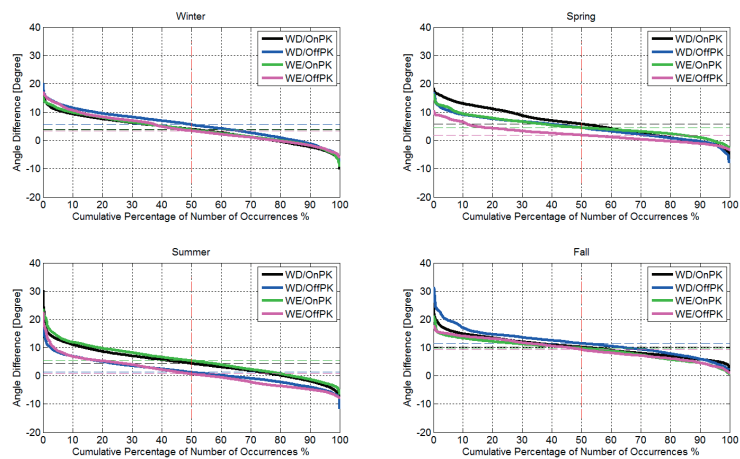 Winter
Angle Difference [Degree]
40
30
20
10
0
-10
-20
WD/OnPK
WD/OffPK
WE/OnPK
WE/OffPK
0 10 20 30 40 50 60 70 80 90 100
Cumulative Percentage of Number of Occurrences %
Spring
Angle Difference [Degree]
40
30
20
10
0
-10
-20
WD/OnPK
WD/OffPK
WE/OnPK
WE/OffPK
0 10 20 30 40 50 60 70 80 90 100
Cumulative Percentage of Number of Occurrences %
Summer
Angle Difference [Degree]
40
30
20
10
0
-10
-20
WD/OnPK
WD/OffPK
WE/OnPK
WE/OffPK
0 10 20 30 40 50 60 70 80 90 100
Cumulative Percentage of Number of Occurrences %
Fall
Angle Difference [Degree]
40
30
20
10
0
-10
-20
WD/OnPK
WD/OffPK
WE/OnPK
WE/OffPK
0 10 20 30 40 50 60 70 80 90 100
Cumulative Percentage of Number of Occurrences %